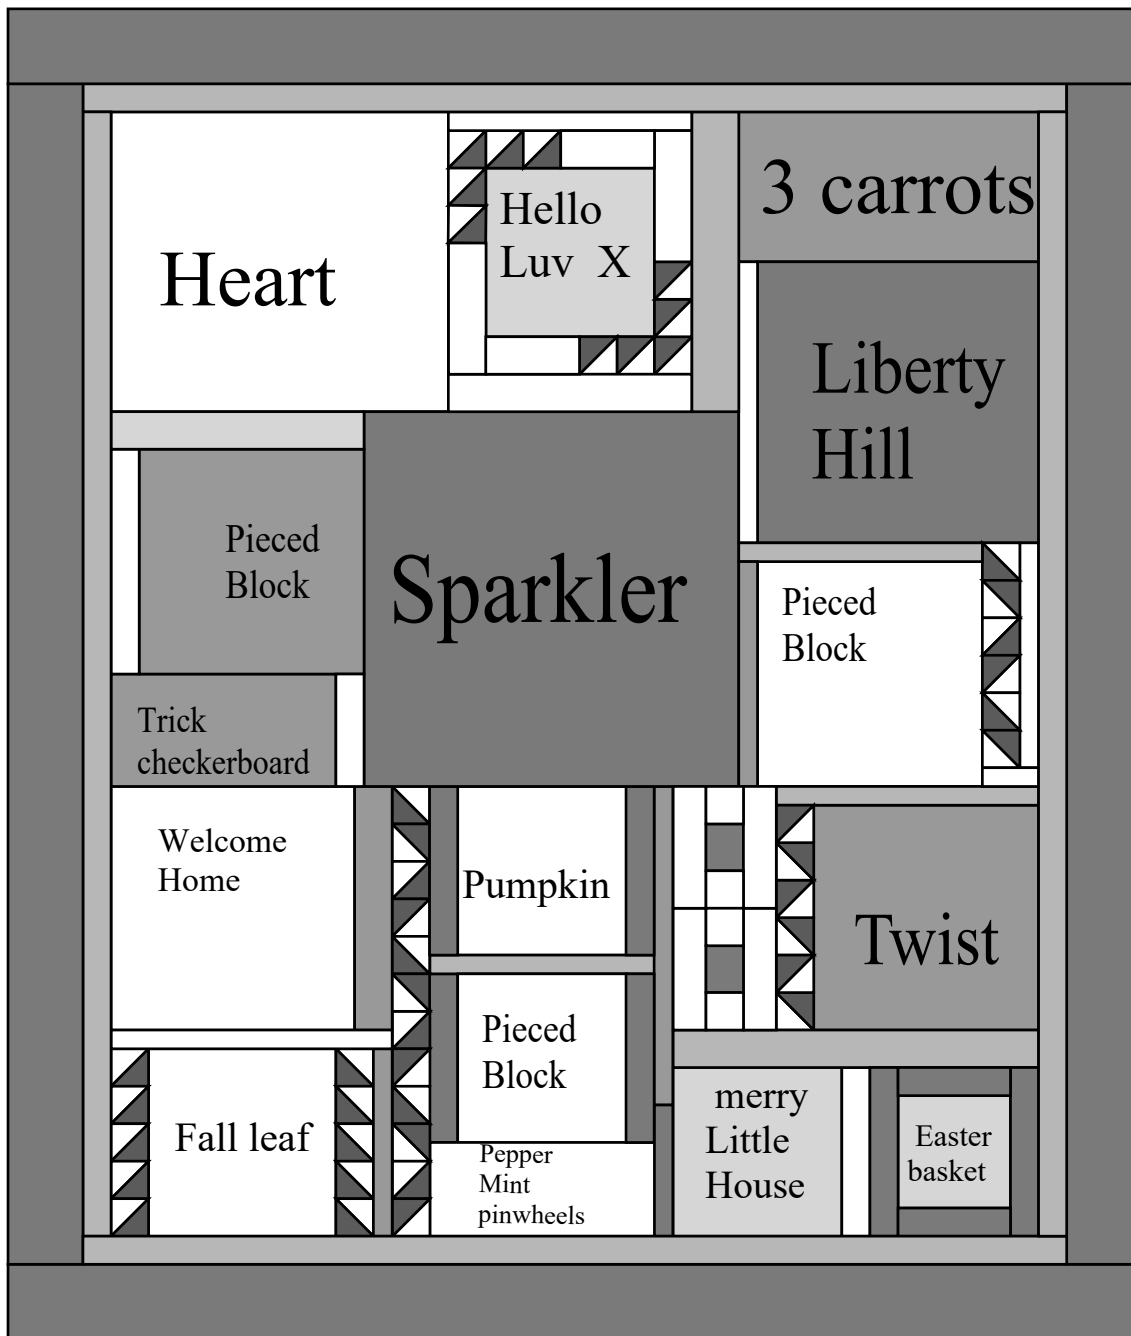 Heart
Hello
Luv X
3 carrots
Liberty
Hill
Pieced
Block
Sparkler
Pieced
Block
Trick
checkerboard
Welcome
Home
Pumpkin
Twist
Pieced
Block
Fall leaf
Pepper
Mint
pinwheels
merry
Little
House
Easter
basket